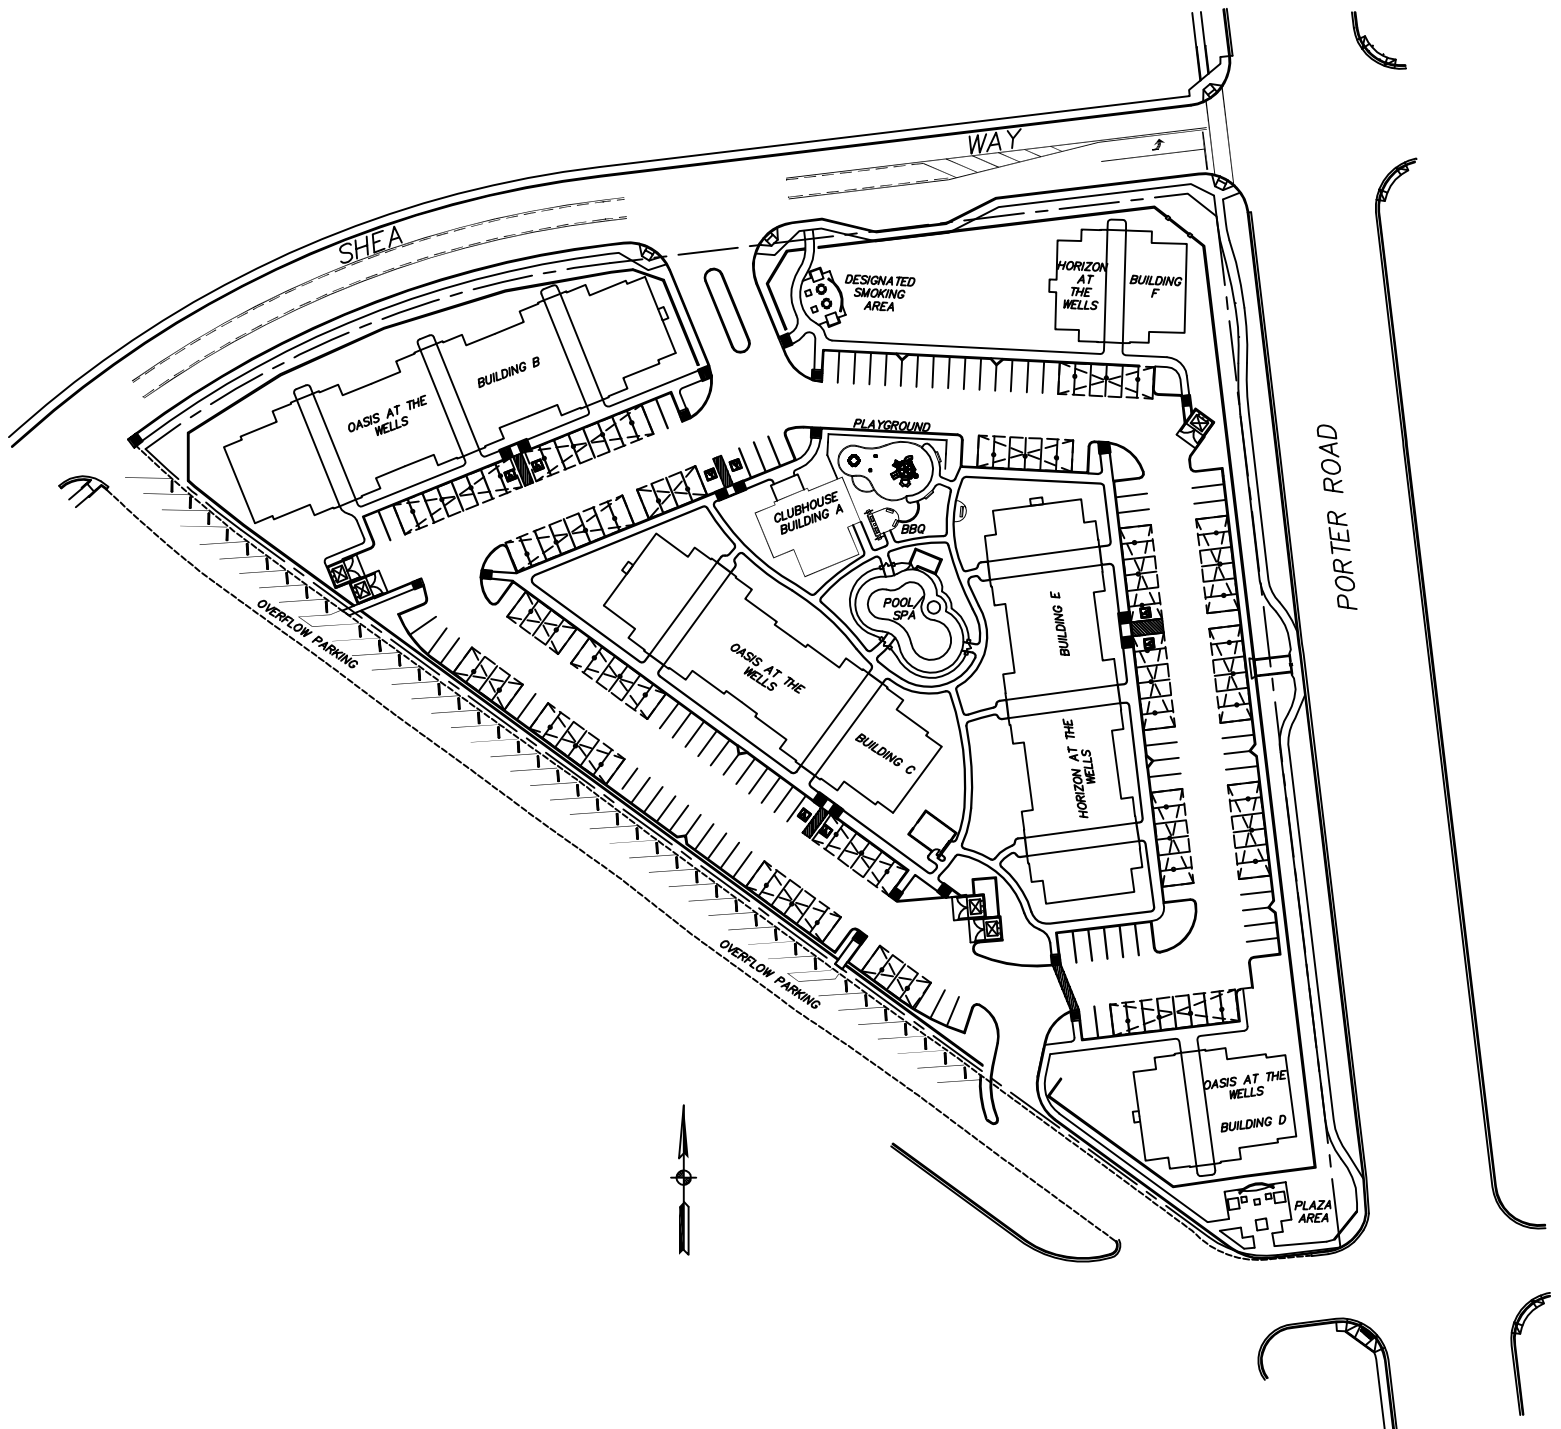 WAY
SHEA
DESIGNATED
SMOKING
AREA
HORIZON
AT
THE
WELLS
BUILDING
F
BUILDING B
OASIS AT THE
WELLS
PLAYGROUND
CLUBHOUSE
BUILDING A
BBQ
PORTER ROAD
POOL
SPA
BUILDING E
OVERFLOW PARKING
OASIS AT THE
WELLS
BUILDING C
HORIZON AT THE
WELLS
OVERFLOW PARKING
OASIS AT THE
WELLS
BUILDING D
PLAZA
AREA